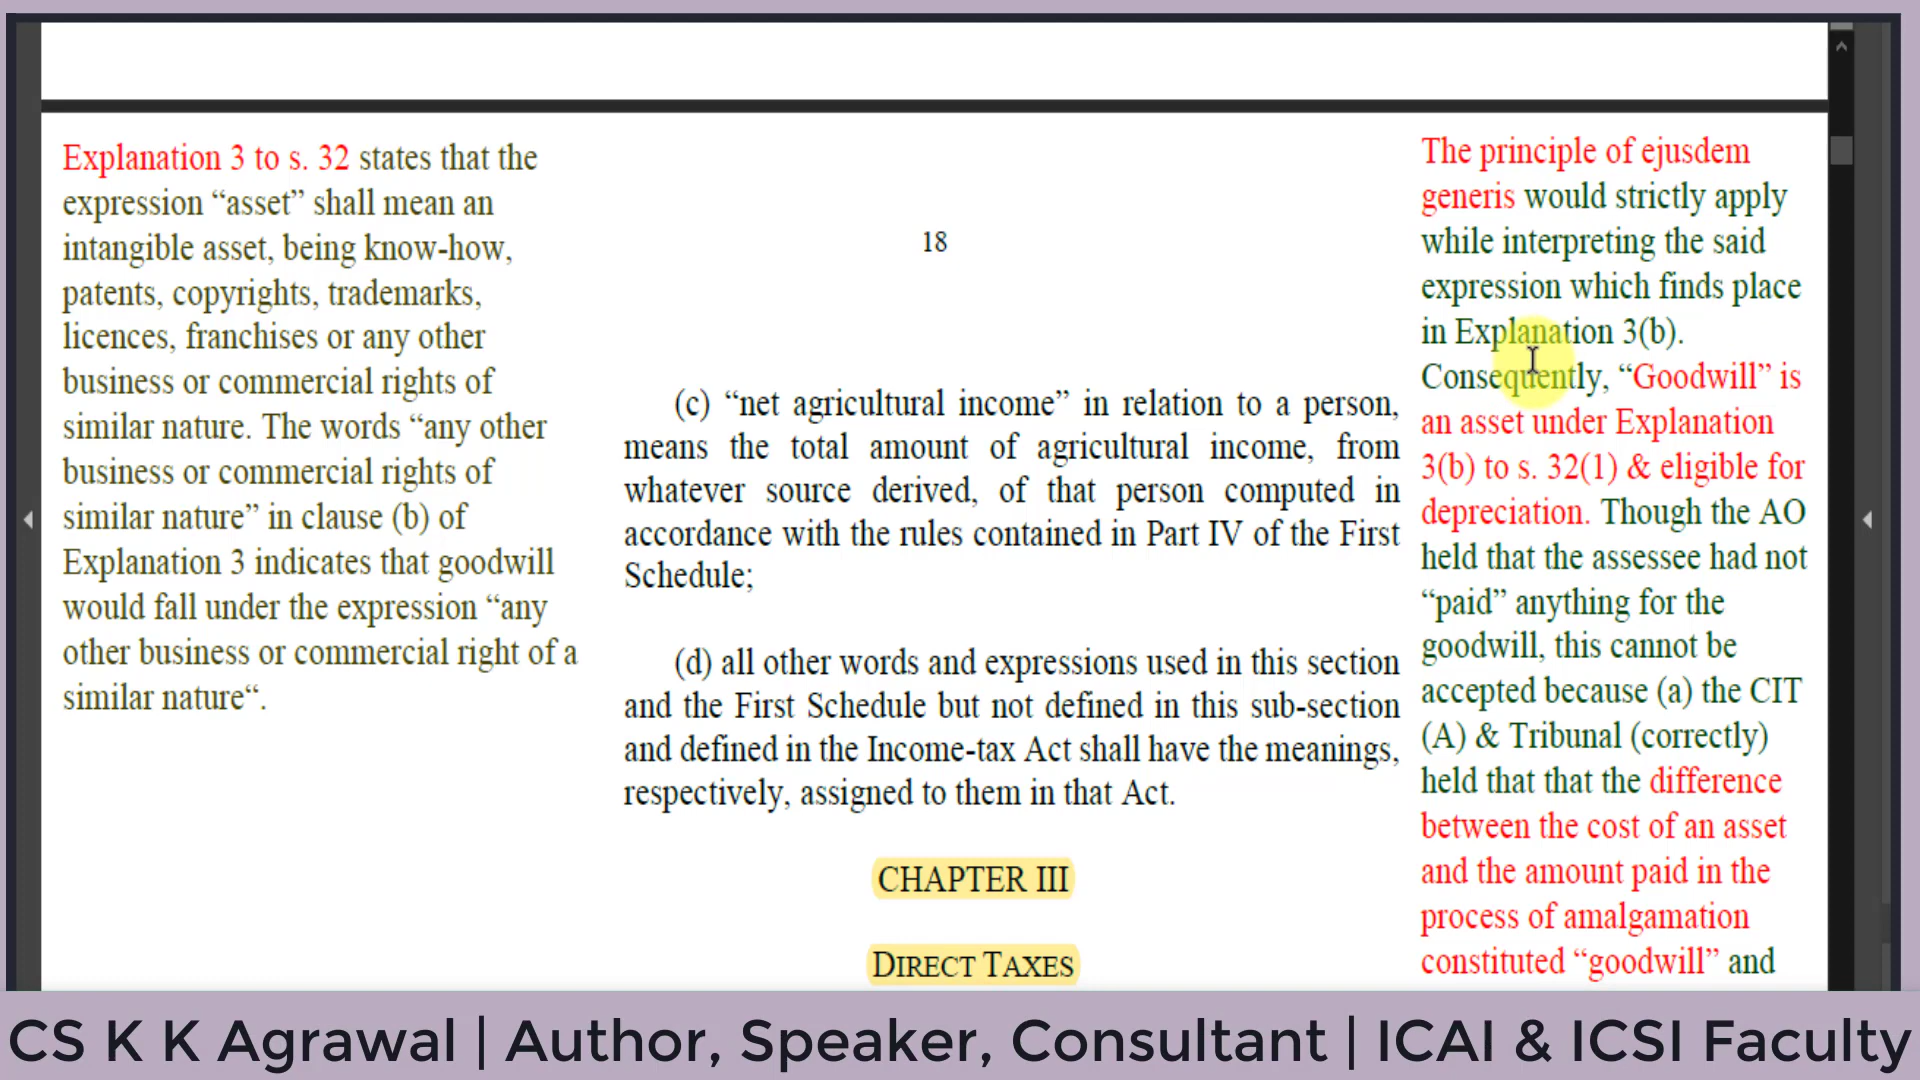 Explanation 3 to s. 32 states that the
expression “asset” shall mean an
intangible asset, being know-how,
patents, copyrights, trademarks,
licences, franchises or any other
business or commercial rights of
similar nature. The words “any other
business or commercial rights of
similar nature” in clause (b) of
Explanation 3 indicates that goodwill
would fall under the expression “any
other business or commercial right of a
similar nature“.
18
(c) “net agricultural income” in relation to a person,
means the total amount of agricultural income, from
whatever source derived, of that person computed in
accordance with the rules contained in Part IV of the First
Schedule;
(d) all other words and expressions used in this section
and the First Schedule but not defined in this sub-section
and defined in the Income-tax Act shall have the meanings,
respectively, assigned to them in that Act.
CHAPTER III
DIRECT TAXES
The principle of ejusdem
generis would strictly apply
while interpreting the said
expression which finds place
in Explanation 3(b).
Consequently, “Goodwill” is
an asset under Explanation
3(b) to s. 32(1) & eligible for
depreciation. Though the AO
held that the assessee had not
“paid” anything for the
goodwill, this cannot be
accepted because (a) the CIT
(A) & Tribunal (correctly)
held that that the difference
between the cost of an asset
and the amount paid in the
process of amalgamation
constituted “goodwill” and
CS K K Agrawal | Author, Speaker, Consultant | ICAI & ICSI Faculty